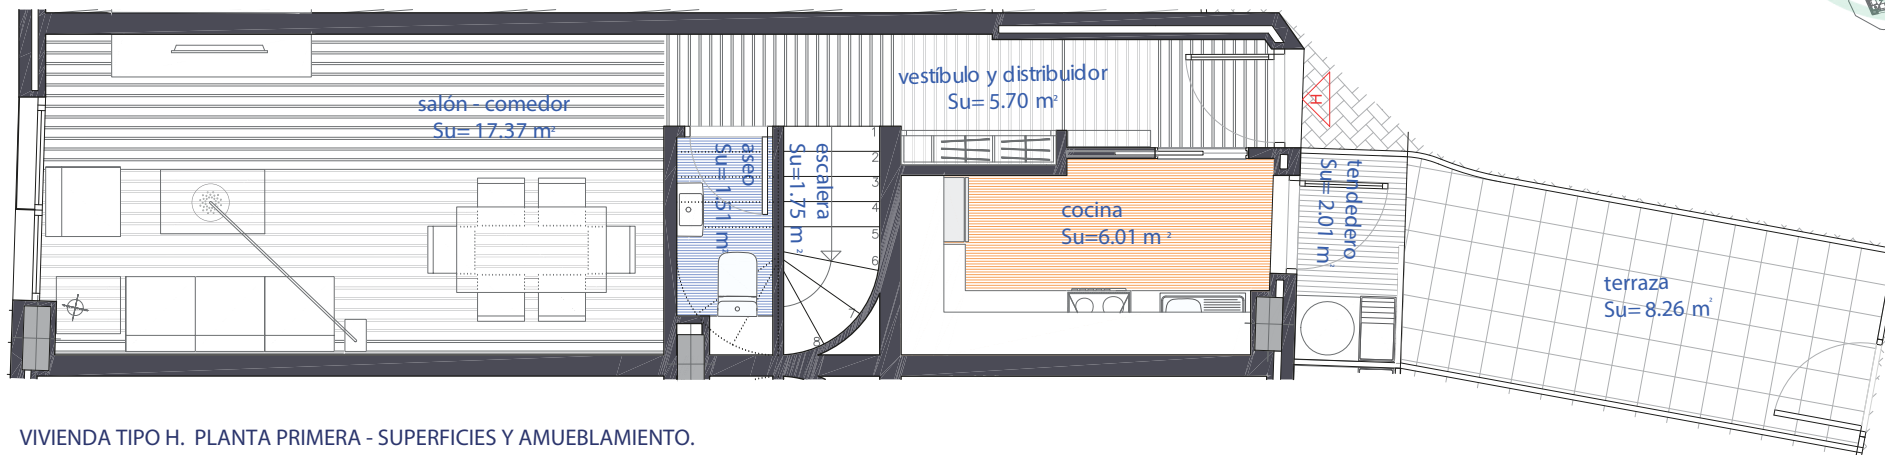 salón - comedor
Su= 17.37 m²
vestíbulo y distribuidor
Su= 5.70 m²
aseo
Su=1.51 m²
escalera
Su=1.75 m²
1
2
3
4
5
6
7
8
cocina
Su=6.01 m²
tendedero
Su= 2.01 m²
terraza
Su= 8.26 m²
H
VIVIENDA TIPO H. PLANTA PRIMERA - SUPERFICIES Y AMUEBLAMIENTO.